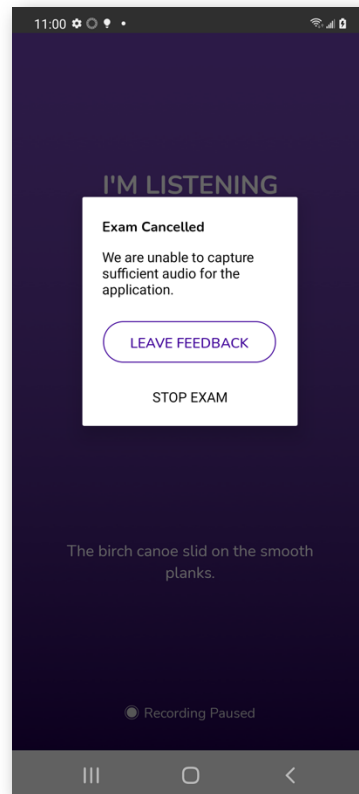 11:00
I'M LISTENING
Exam Cancelled
We are unable to capture
sufficient audio for the
application.
LEAVE FEEDBACK
STOP EXAM
The birch canoe slid on the smooth
planks.
Recording Paused